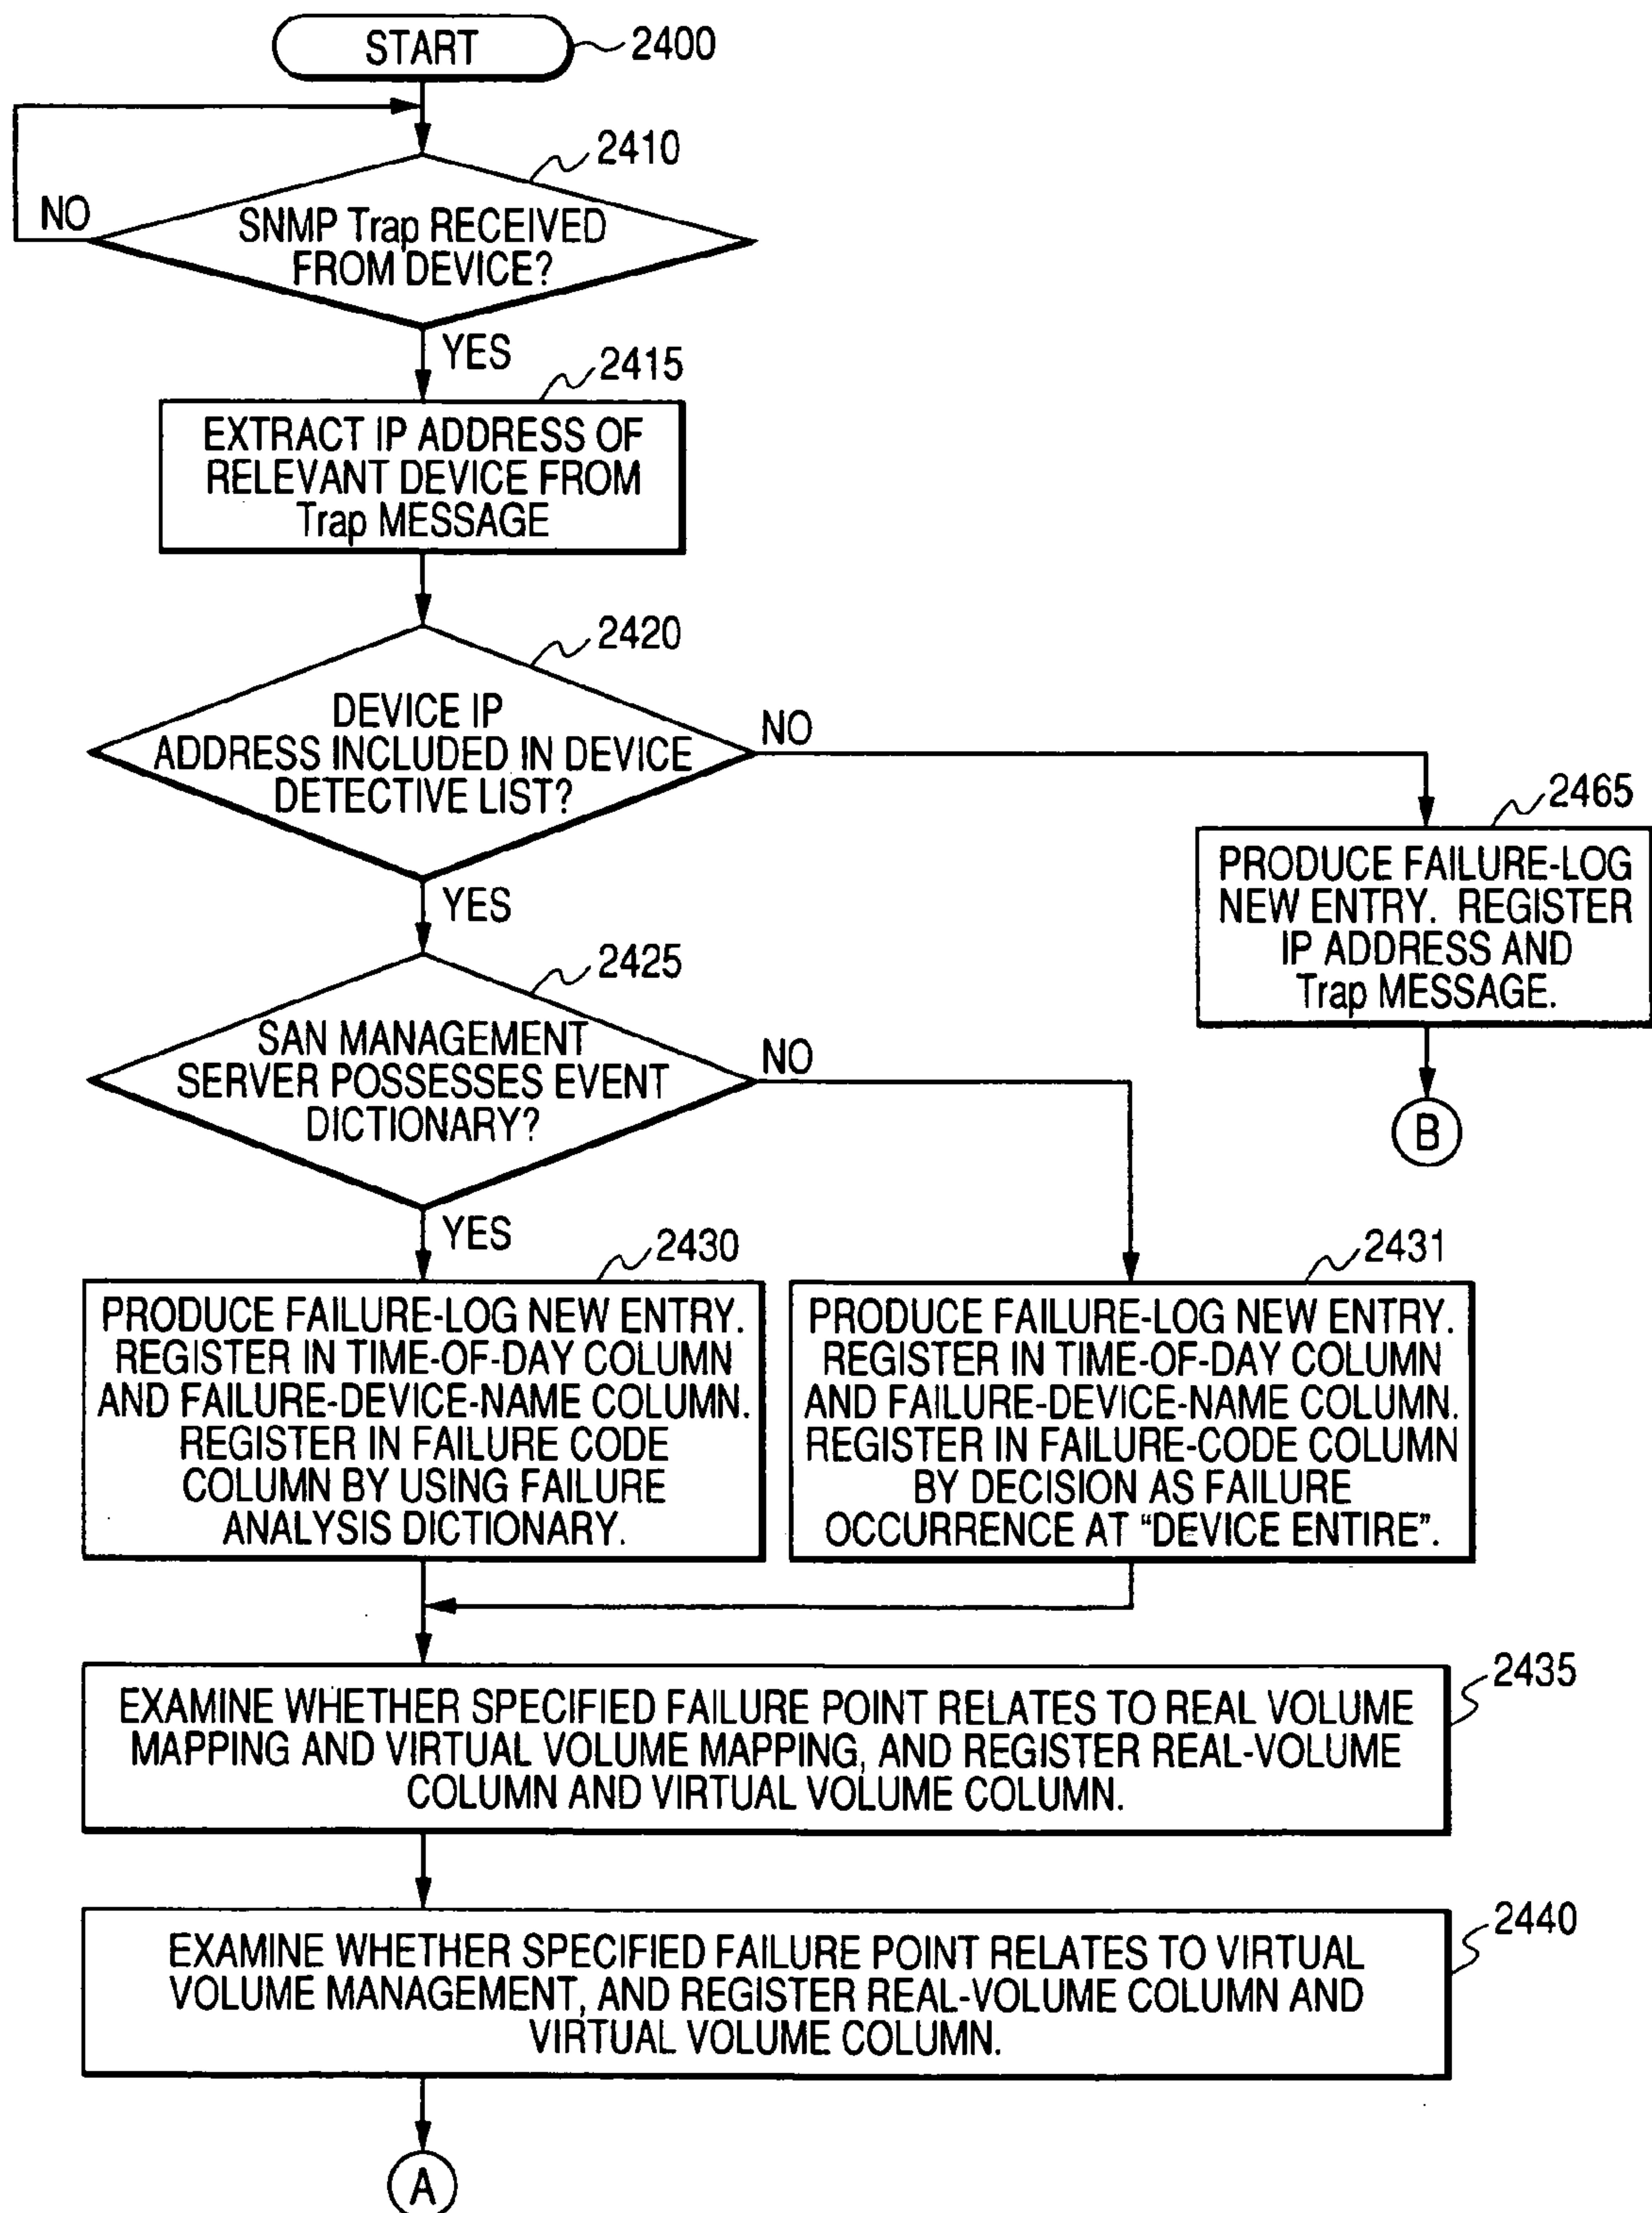 START
2400
2410
NO
SNMP Trap RECEIVED
FROM DEVICE?
YES
2415
EXTRACT IP ADDRESS OF
RELEVANT DEVICE FROM
Trap MESSAGE
2420
DEVICE IP
ADDRESS INCLUDED IN DEVICE
DETECTIVE LIST?
NO
YES
2465
PRODUCE FAILURE-LOG
NEW ENTRY. REGISTER
IP ADDRESS AND
Trap MESSAGE.
B
2425
SAN MANAGEMENT
SERVER POSSESSES EVENT
DICTIONARY?
NO
YES
2430
PRODUCE FAILURE-LOG NEW ENTRY.
REGISTER IN TIME-OF-DAY COLUMN
AND FAILURE-DEVICE-NAME COLUMN.
REGISTER IN FAILURE CODE
COLUMN BY USING FAILURE
ANALYSIS DICTIONARY.
2431
PRODUCE FAILURE-LOG NEW ENTRY.
REGISTER IN TIME-OF-DAY COLUMN
AND FAILURE-DEVICE-NAME COLUMN.
REGISTER IN FAILURE-CODE COLUMN
BY DECISION AS FAILURE
OCCURRENCE AT “DEVICE ENTIRE”.
2435
EXAMINE WHETHER SPECIFIED FAILURE POINT RELATES TO REAL VOLUME
MAPPING AND VIRTUAL VOLUME MAPPING, AND REGISTER REAL-VOLUME
COLUMN AND VIRTUAL VOLUME COLUMN.
2440
EXAMINE WHETHER SPECIFIED FAILURE POINT RELATES TO VIRTUAL
VOLUME MANAGEMENT, AND REGISTER REAL-VOLUME COLUMN AND
VIRTUAL VOLUME COLUMN.
A